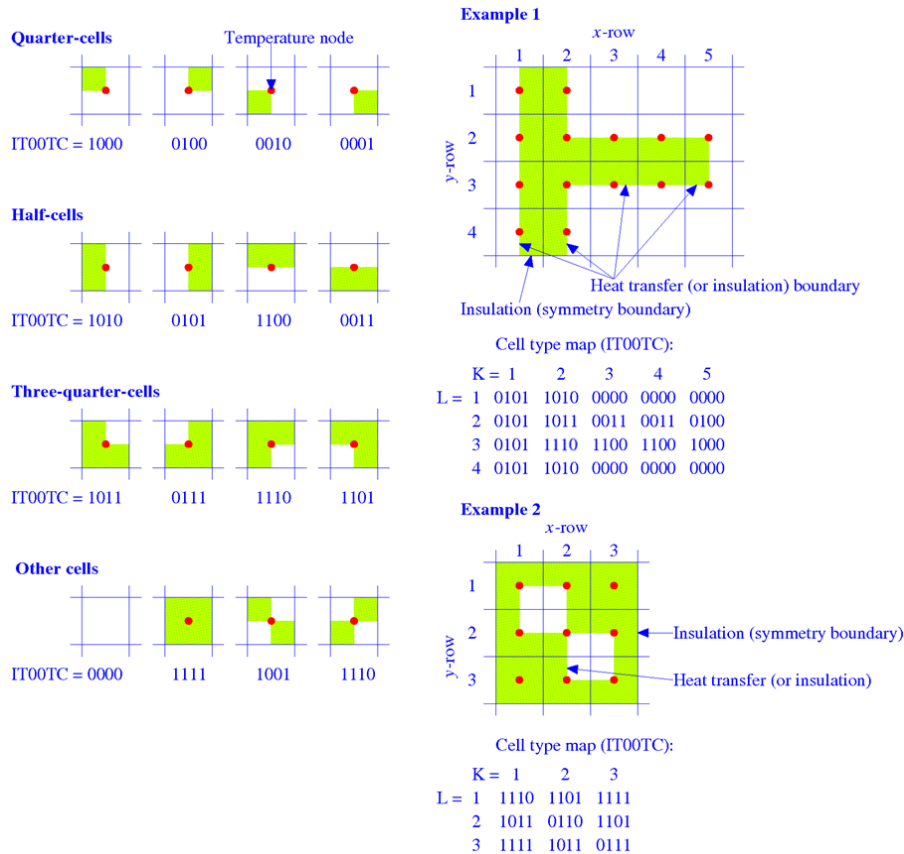 Quarter-cells
Temperature node
IT00TC = 1000 0100 0010 0001
Half-cells
IT00TC = 1010 0101 1100 0011
Three-quarter-cells
IT00TC = 1011 0111 1110 1101
Other cells
IT00TC = 0000 1111 1001 1110
Example 1
x-row
1 2 3 4 5
1
2
3
4
y-row
Heat transfer (or insulation) boundary
Insulation (symmetry boundary)
Cell type map (IT00TC):
K = 1 2 3 4 5
L = 1 0101 1010 0000 0000 0000
2 0101 1011 0011 0011 0100
3 0101 1110 1100 1100 1000
4 0101 1010 0000 0000 0000
Example 2
x-row
1 2 3
1
2
3
y-row
Insulation (symmetry boundary)
Heat transfer (or insulation)
Cell type map (IT00TC):
K = 1 2 3
L = 1 1110 1101 1111
2 1011 0110 1101
3 1111 1011 0111